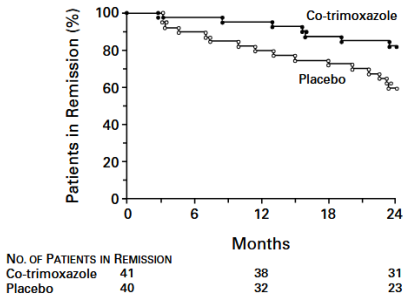 Patients in Remission (%)
100
80
60
40
20
0
Co-trimoxazole
Placebo
0 6 12 18 24
Months
NO. OF PATIENTS IN REMISSION
Co-trimoxazole 41 38 31
Placebo 40 32 23